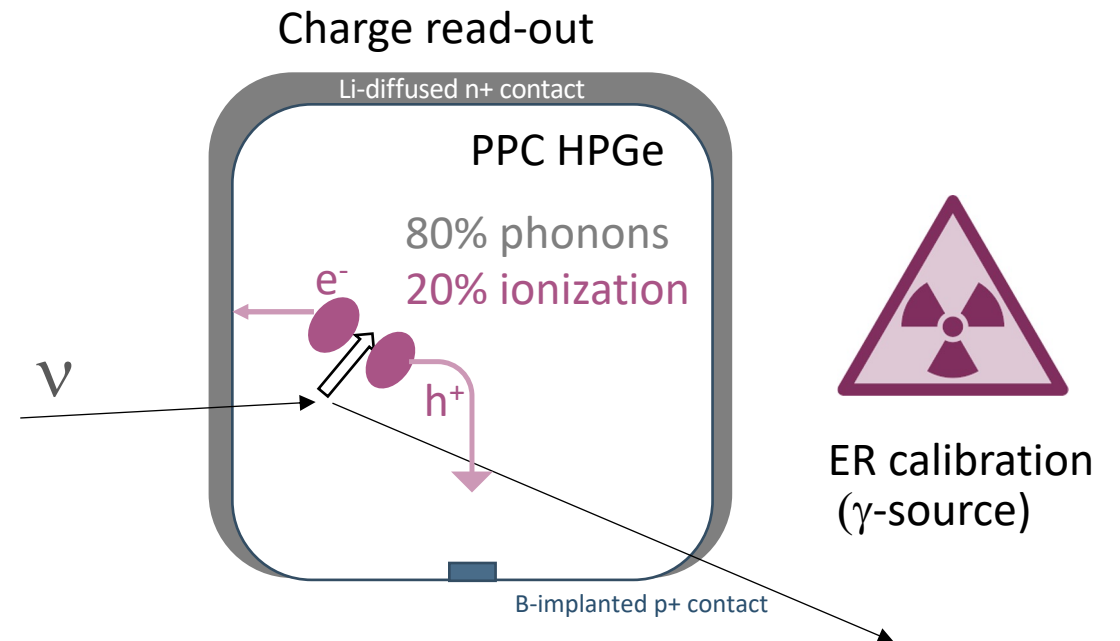 Charge read-out
Li-diffused n+ contact
PPC HPGe
80% phonons
20% ionization
e-
ν
h+
ER calibration
(γ-source)
B-implanted p+ contact